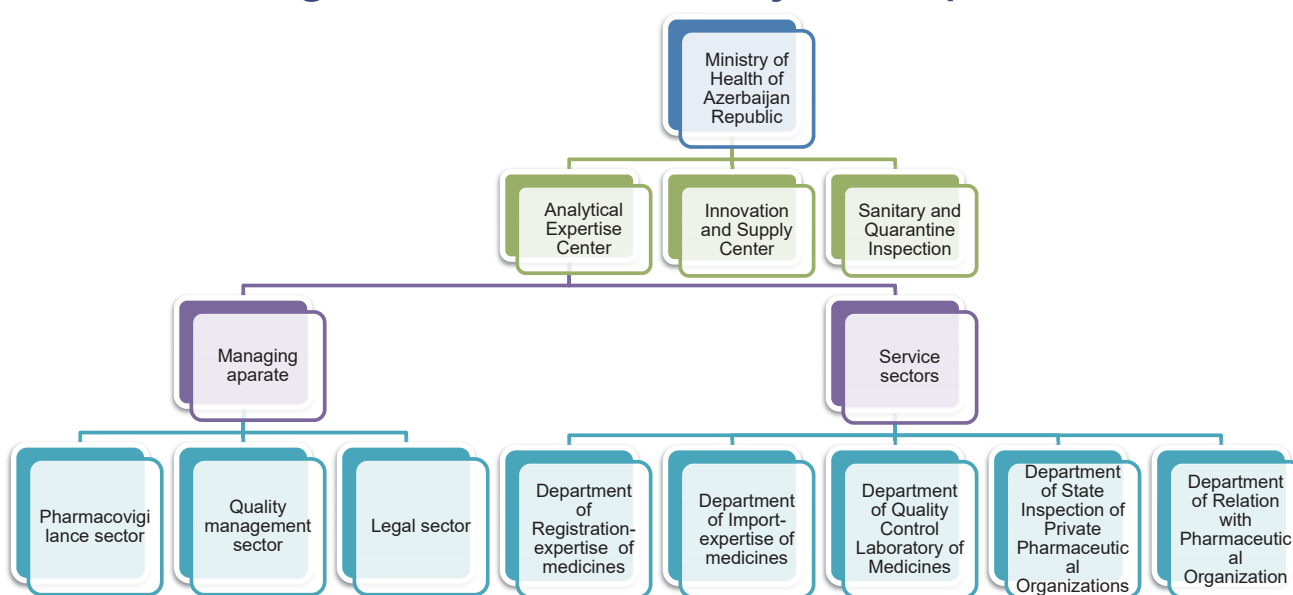 Ministry of
Health of
Azerbaijan
Republic
Analytical
Expertise
Center
Innovation
and Supply
Center
Sanitary and
Quarantine
Inspection
Managing
aparate
Service
sectors
Pharmacovigi
lance sector
Quality
management
sector
Legal sector
Department
of
Registration-
expertise of
medicines
Department
of Import-
expertise of
medicines
Department
of Quality
Control
Laboratory of
Medicines
Department
of State
Inspection of
Private
Pharmaceutic
al
Organizations
Department
of Relation
with
Pharmaceutic
al
Organization